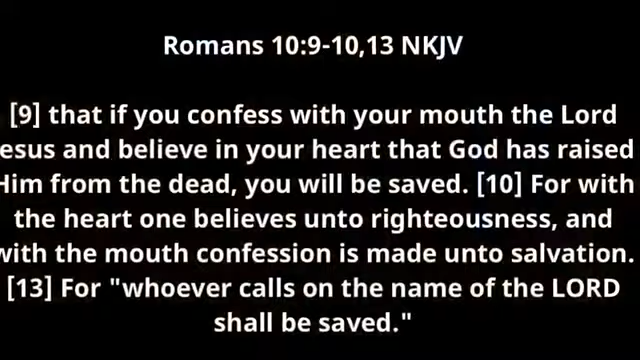 Romans 10:9-10,13 NKJV
[9] that if you confess with your mouth the Lord
esus and believe in your heart that God has raised
Him from the dead, you will be saved. [10] For with
the heart one believes unto righteousness, and
with the mouth confession is made unto salvation.
[13] For "whoever calls on the name of the LORD
shall be saved."